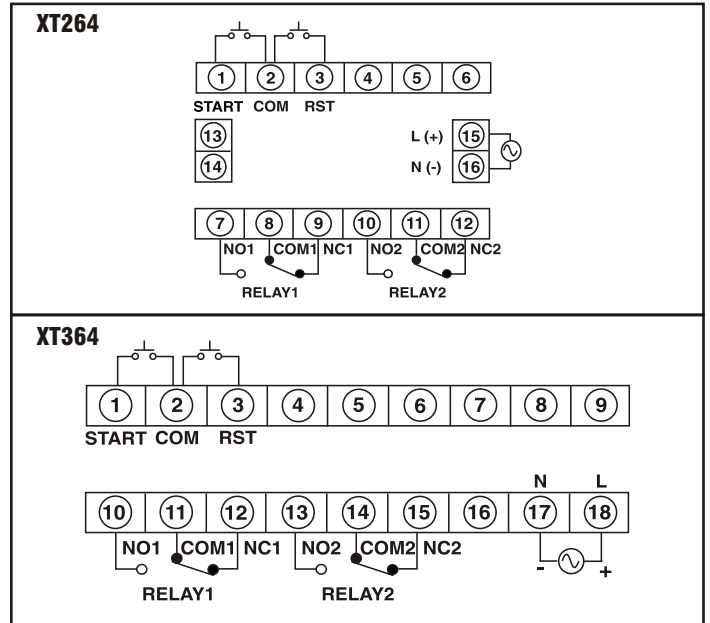 XT264
1 2 3 4 5 6
START COM RST
13
14
L (+) 15
N (-) 16
7 8 9 10 11 12
NO1 COM1 NC1 NO2 COM2 NC2
RELAY1 RELAY2
XT364
1 2 3 4 5 6 7 8 9
START COM RST
N L
10 11 12 13 14 15 16 17 18
NO1 COM1 NC1 NO2 COM2 NC2
- +
RELAY1 RELAY2